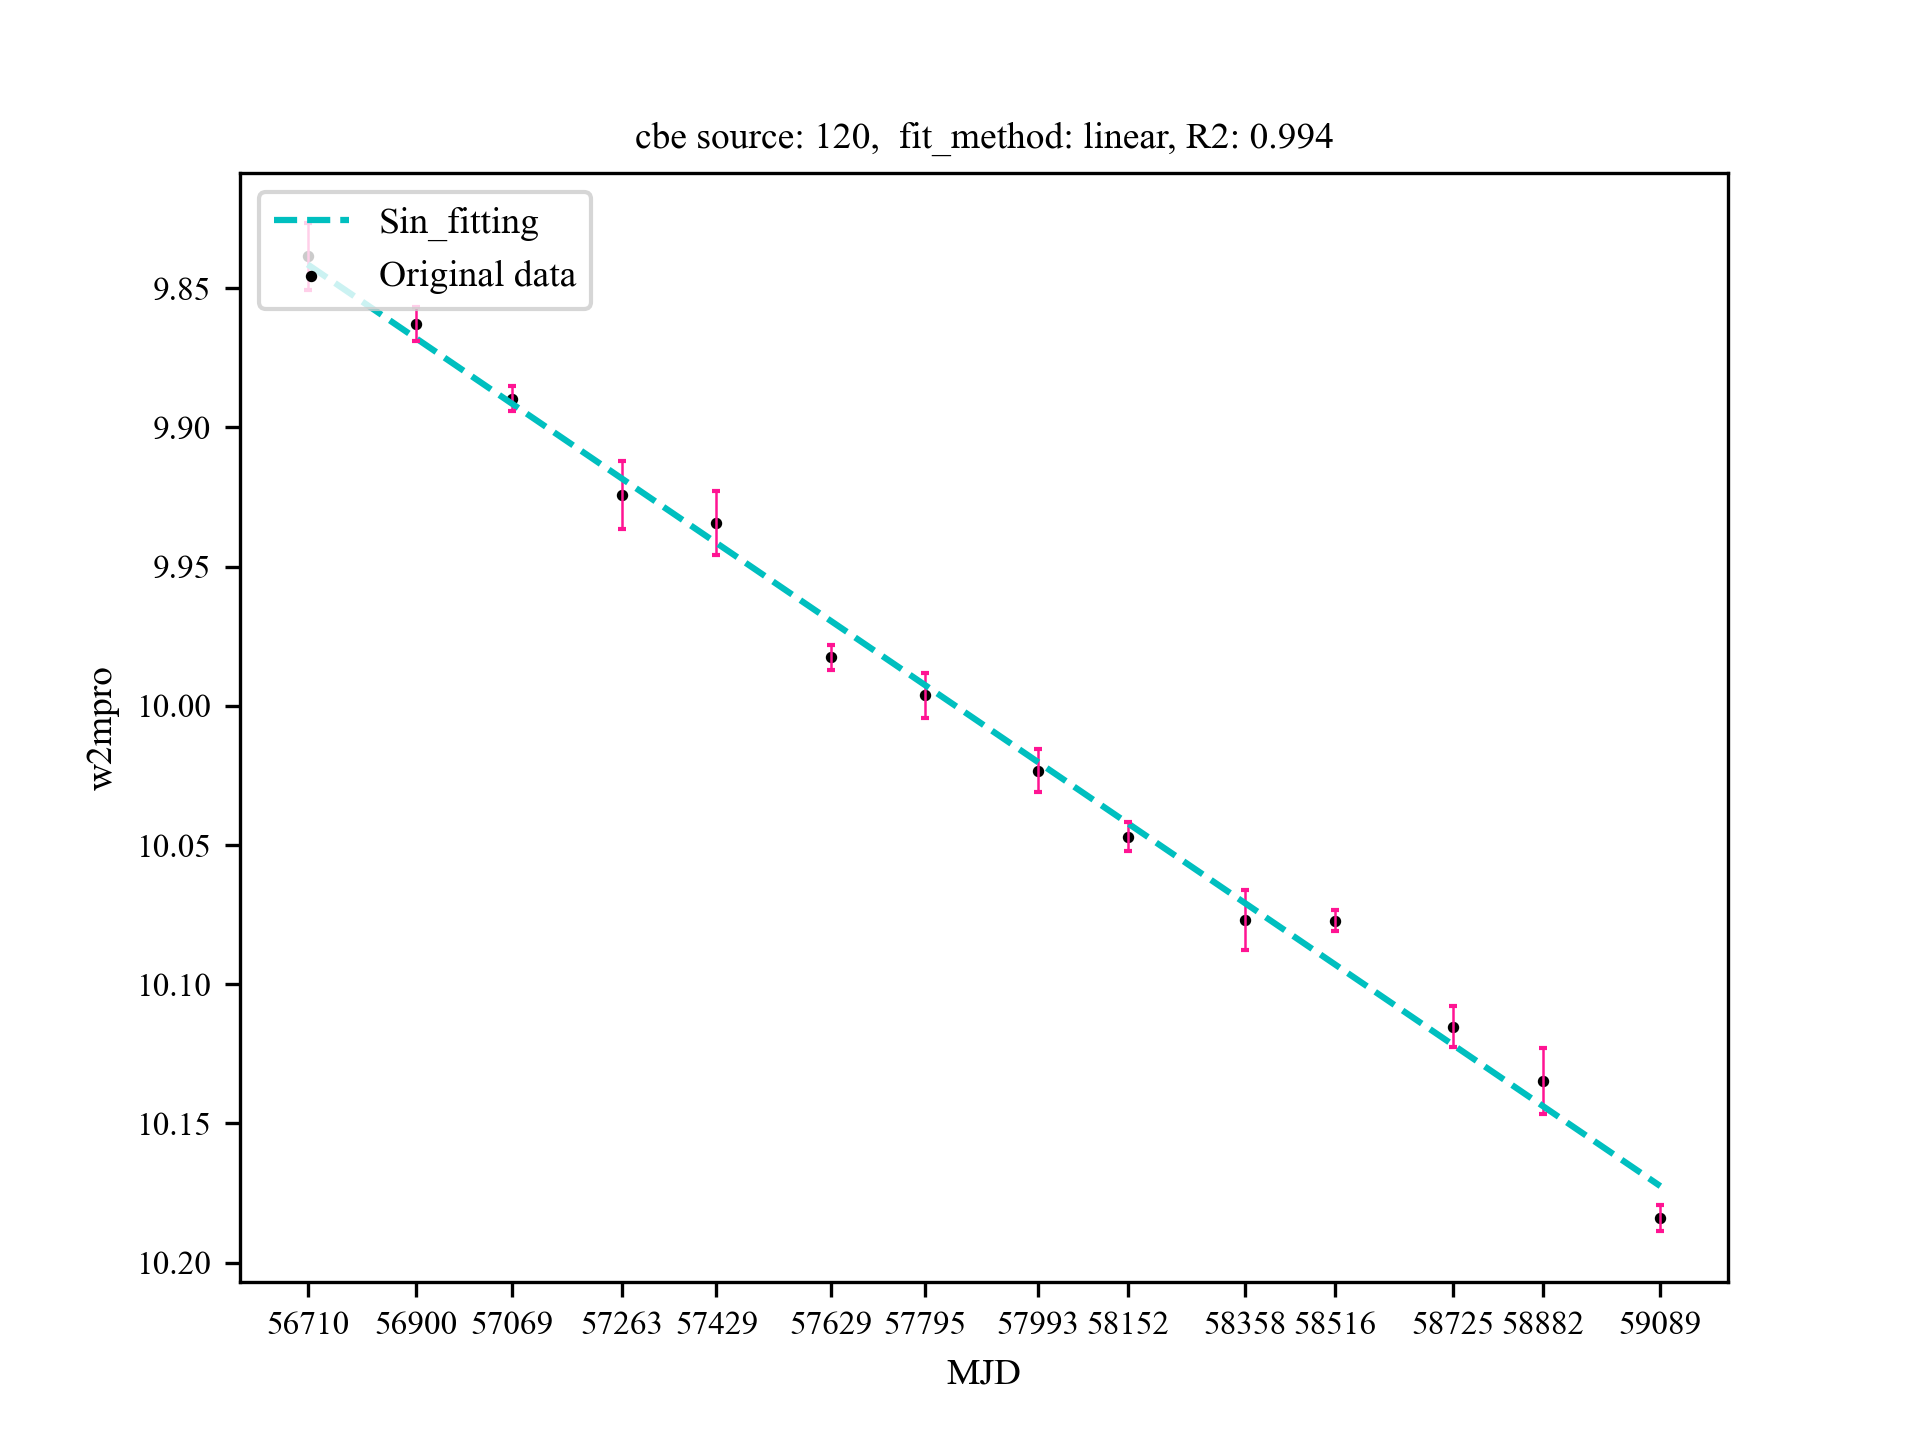 cbe source: 120,  fit_method: linear, R2: 0.994
Sin_fitting
Original data
9.85
9.90
9.95
10.00
10.05
10.10
10.15
10.20
w2mpro
56710 56900 57069 57263 57429 57629 57795 57993 58152 58358 58516 58725 58882 59089
MJD